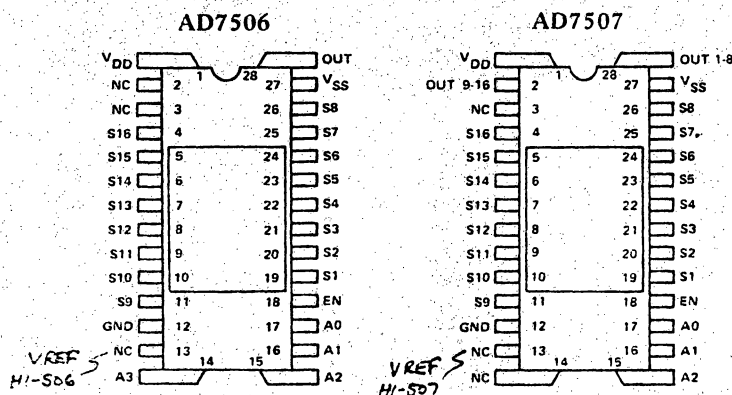 AD7506
VDD 1 28 OUT
NC 2 27 VSS
NC 3 26 S8
S16 4 25 S7
S15 5 24 S6
S14 6 23 S5
S13 7 22 S4
S12 8 21 S3
S11 9 20 S2
S10 10 19 S1
S9 11 18 EN
GND 12 17 A0
NC 13 16 A1
A3 14 15 A2
VREF
HI-506
AD7507
VDD 1 28 OUT 1-8
OUT 9-16 2 27 VSS
NC 3 26 S8
S16 4 25 S7
S15 5 24 S6
S14 6 23 S5
S13 7 22 S4
S12 8 21 S3
S11 9 20 S2
S10 10 19 S1
S9 11 18 EN
GND 12 17 A0
NC 13 16 A1
NC 14 15 A2
VREF
HI-507